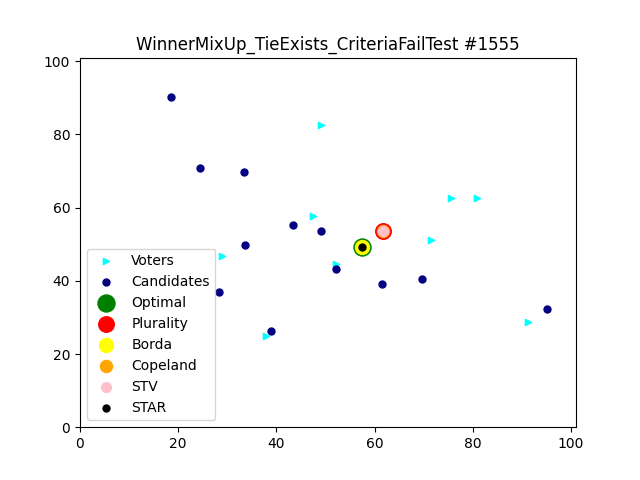 WinnerMixUp_TieExists_CriteriaFailTest #1555
100
80
60
40
20
0
Voters
Candidates
Optimal
Plurality
Borda
Copeland
STV
STAR
0 20 40 60 80 100